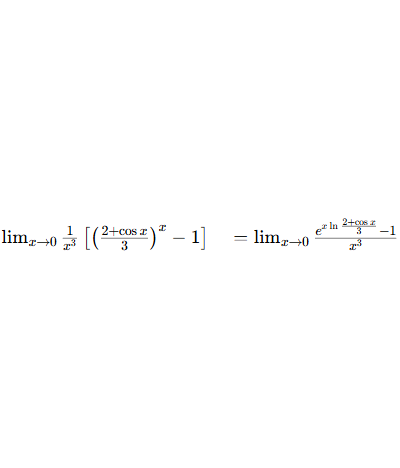 lim_{x→0} \frac{1}{x^3} \left[ \left( \frac{2+\cos x}{3} \right)^x − 1 \right] = lim_{x→0} \frac{e^{x \ln \frac{2+\cos x}{3}} − 1}{x^3}